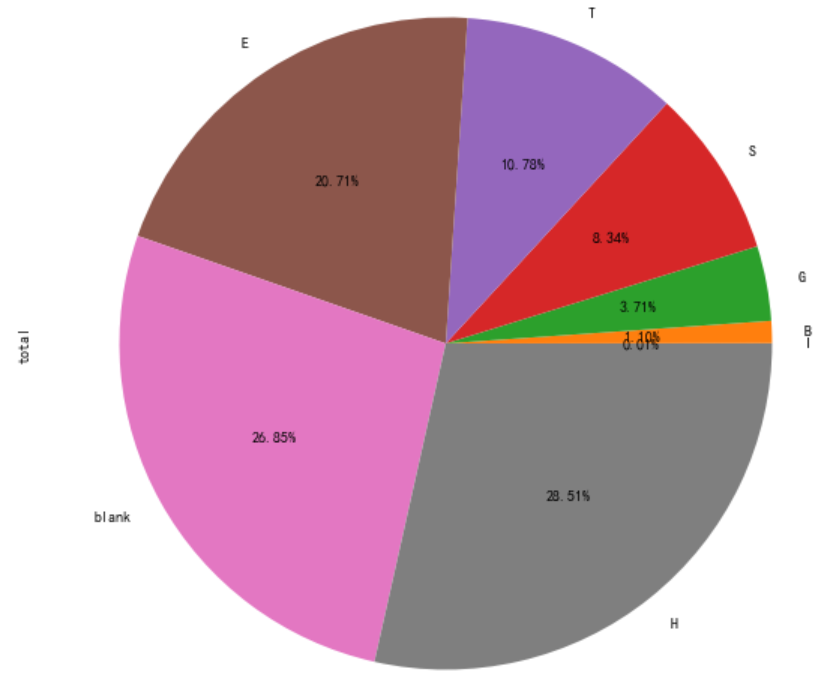 T
E
10.78%
S
20.71%
8.34%
G
3.71%
B
1.10%
I
0.01%
total
26.85%
28.51%
blank
H